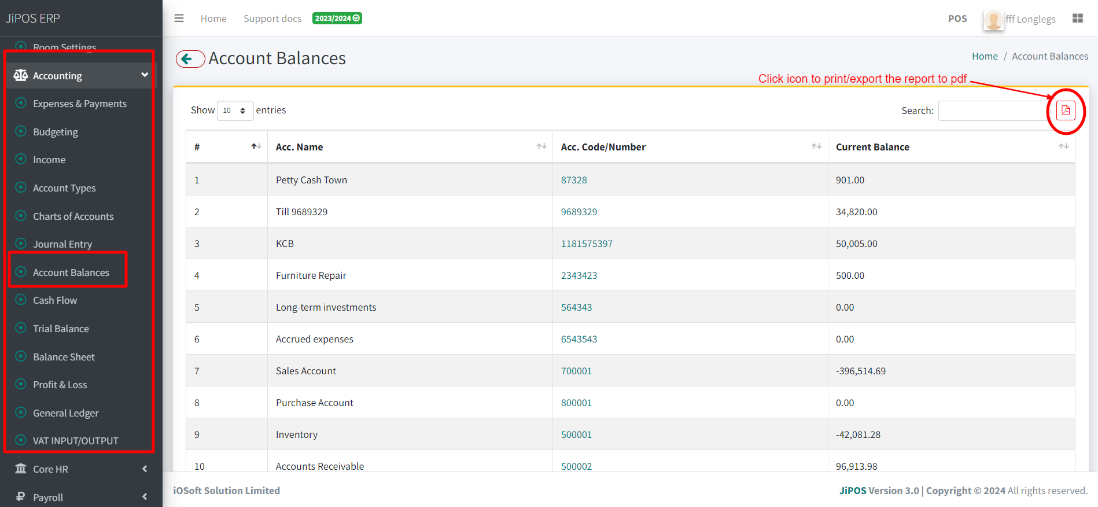 JiPOS ERP
Home Support docs 2023/2024 POS fff Longlegs
Room Settings
Accounting
Expenses & Payments
Budgeting
Income
Account Types
Charts of Accounts
Journal Entry
Account Balances
Cash Flow
Trial Balance
Balance Sheet
Profit & Loss
General Ledger
VAT INPUT/OUTPUT
Core HR
Payroll
Account Balances
Home / Account Balances
Click icon to print/export the report to pdf
Show 10 entries Search:
# Acc. Name Acc. Code/Number Current Balance
1 Petty Cash Town 87328 901.00
2 Till 9689329 9689329 34,820.00
3 KCB 1181575397 50,005.00
4 Furniture Repair 2343423 500.00
5 Long-term investments 564343 0.00
6 Accrued expenses 6543543 0.00
7 Sales Account 700001 -396,514.69
8 Purchase Account 800001 0.00
9 Inventory 500001 -42,081.28
10 Accounts Receivable 500002 96,913.98
iOSoft Solution Limited JiPOS Version 3.0 | Copyright © 2024 All rights reserved.